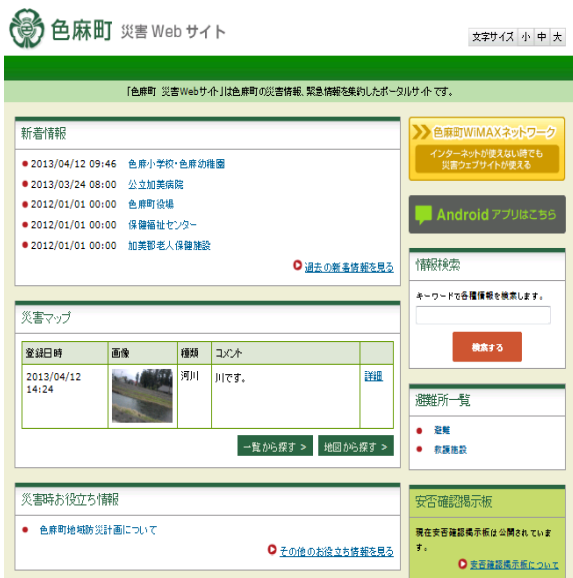 色麻町 災害 Web サイト
文字サイズ 小 中 大
「色麻町 災害Webサイト」は色麻町の災害情報、緊急情報を集約したポータルサイトです。
新着情報
2013/04/12 09:46 色麻小学校・色麻幼稚園
2013/03/24 08:00 公立加美病院
2012/01/01 00:00 色麻町役場
2012/01/01 00:00 保健福祉センター
2012/01/01 00:00 加美郡老人保健施設
過去の新着情報を見る
災害マップ
登録日時 画像 種類 コメント
2013/04/12 14:24 河川 川です。 詳細
一覧から探す >
地図から探す >
災害時お役立ち情報
色麻町地域防災計画について
その他のお役立ち情報を見る
色麻町WiMAXネットワーク
インターネットが使えない時でも
災害ウェブサイトが使える
Android アプリはこちら
情報検索
キーワードで各種情報を検索します。
検索する
避難所一覧
避難
救護施設
安否確認掲示板
現在安否確認掲示板は公開されていま
す。
安否確認掲示板について